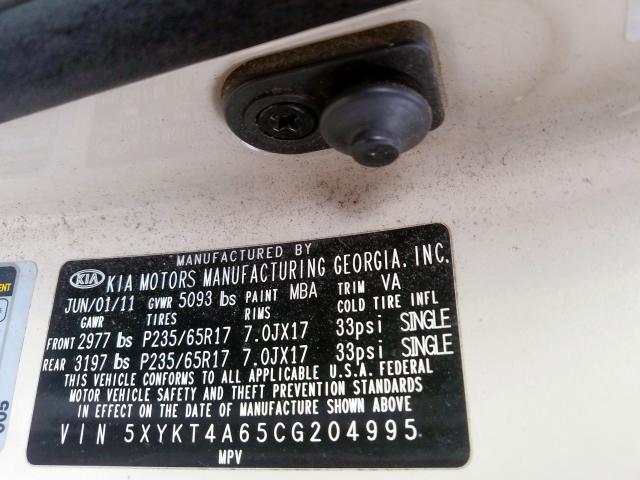 MANUFACTURED BY
KIA KIA MOTORS MANUFACTURING GEORGIA, INC.
JUN/01/11 GVWR 5093 lbs PAINT MBA TRIM VA
GAWR TIRES RIMS COLD TIRE INFL
FRONT 2977 lbs P235/65R17 7.0JX17 33psi SINGLE
REAR 3197 lbs P235/65R17 7.0JX17 33psi SINGLE
THIS VEHICLE CONFORMS TO ALL APPLICABLE U.S.A. FEDERAL
MOTOR VEHICLE SAFETY AND THEFT PREVENTION STANDARDS
IN EFFECT ON THE DATE OF MANUFACTURE SHOWN ABOVE
VIN 5XYKT4A65CG204995
MPV